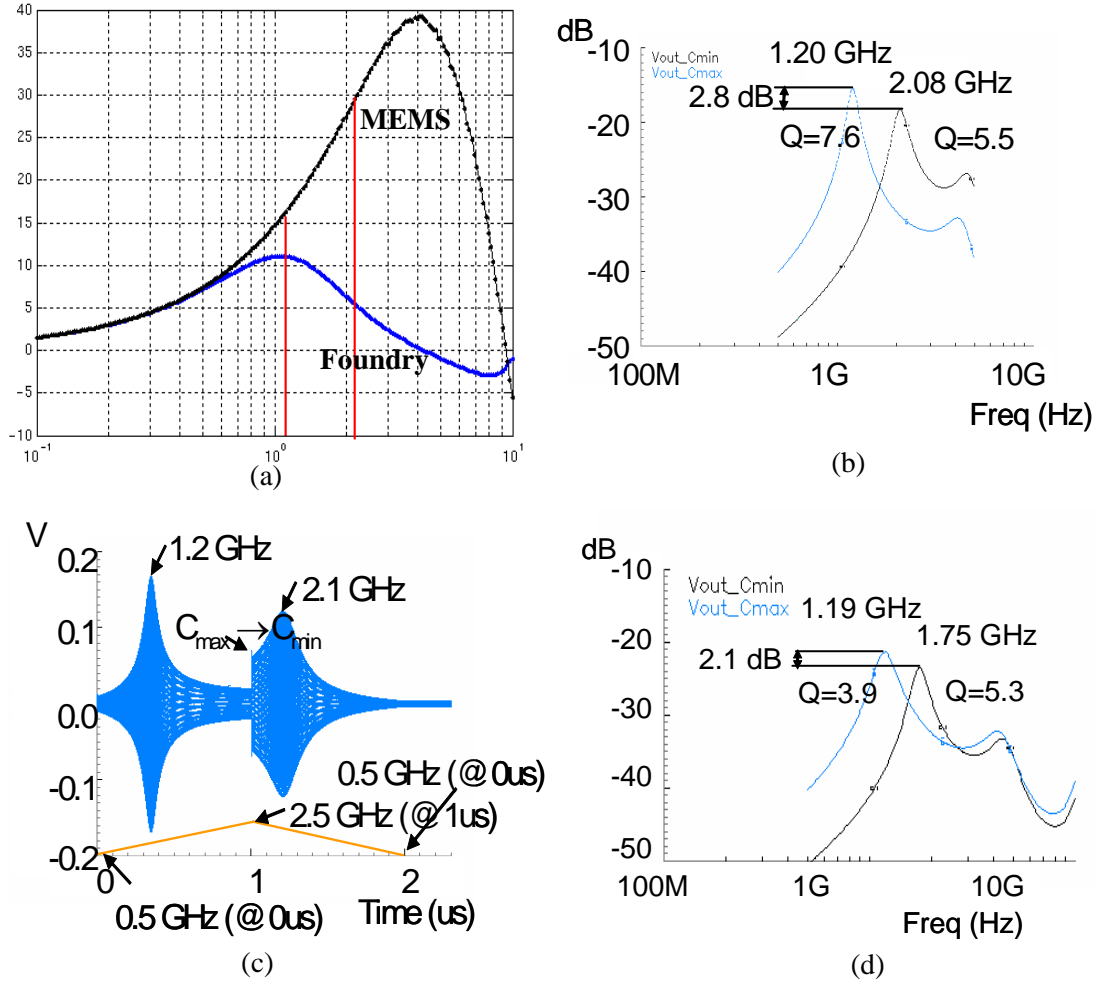 40
35
30
25
20
15
10
5
0
-5
-10
MEMS
Foundry
10^-1
10^0
10^1
(a)
dB
-10
-20
-30
-40
-50
Vout_Cmin
Vout_Cmax
1.20 GHz
2.08 GHz
2.8 dB
Q=7.6
Q=5.5
100M
1G
10G
Freq (Hz)
(b)
V
0.2
0.1
0.0
-0.1
-0.2
1.2 GHz
2.1 GHz
C_max → C_min
0.5 GHz (@ 0us)
2.5 GHz (@ 1us)
0
1
2
0.5 GHz (@ 0us)
Time (us)
(c)
dB
-10
-20
-30
-40
-50
Vout_Cmin
Vout_Cmax
1.19 GHz
1.75 GHz
2.1 dB
Q=3.9
Q=5.3
100M
1G
10G
Freq (Hz)
(d)